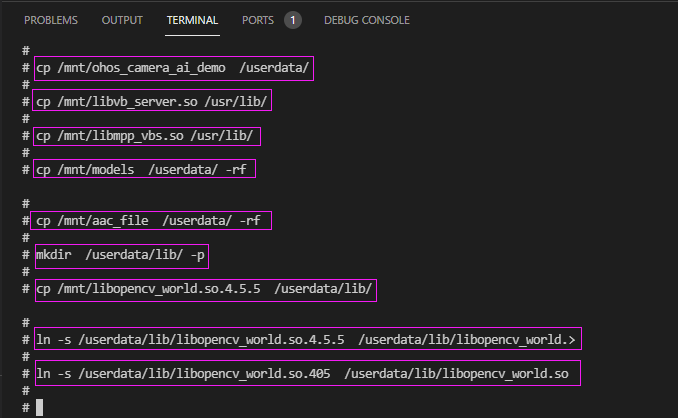 PROBLEMS OUTPUT TERMINAL PORTS 1 DEBUG CONSOLE
#
# cp /mnt/ohos_camera_ai_demo  /userdata/
#
# cp /mnt/libvb_server.so /usr/lib/
#
# cp /mnt/libmpp_vbs.so /usr/lib/
#
# cp /mnt/models  /userdata/ -rf
#
# cp /mnt/aac_file  /userdata/ -rf
#
# mkdir  /userdata/lib/ -p
#
# cp /mnt/libopencv_world.so.4.5.5  /userdata/lib/
#
# ln -s /userdata/lib/libopencv_world.so.4.5.5  /userdata/lib/libopencv_world.>
#
# ln -s /userdata/lib/libopencv_world.so.405  /userdata/lib/libopencv_world.so
#
#